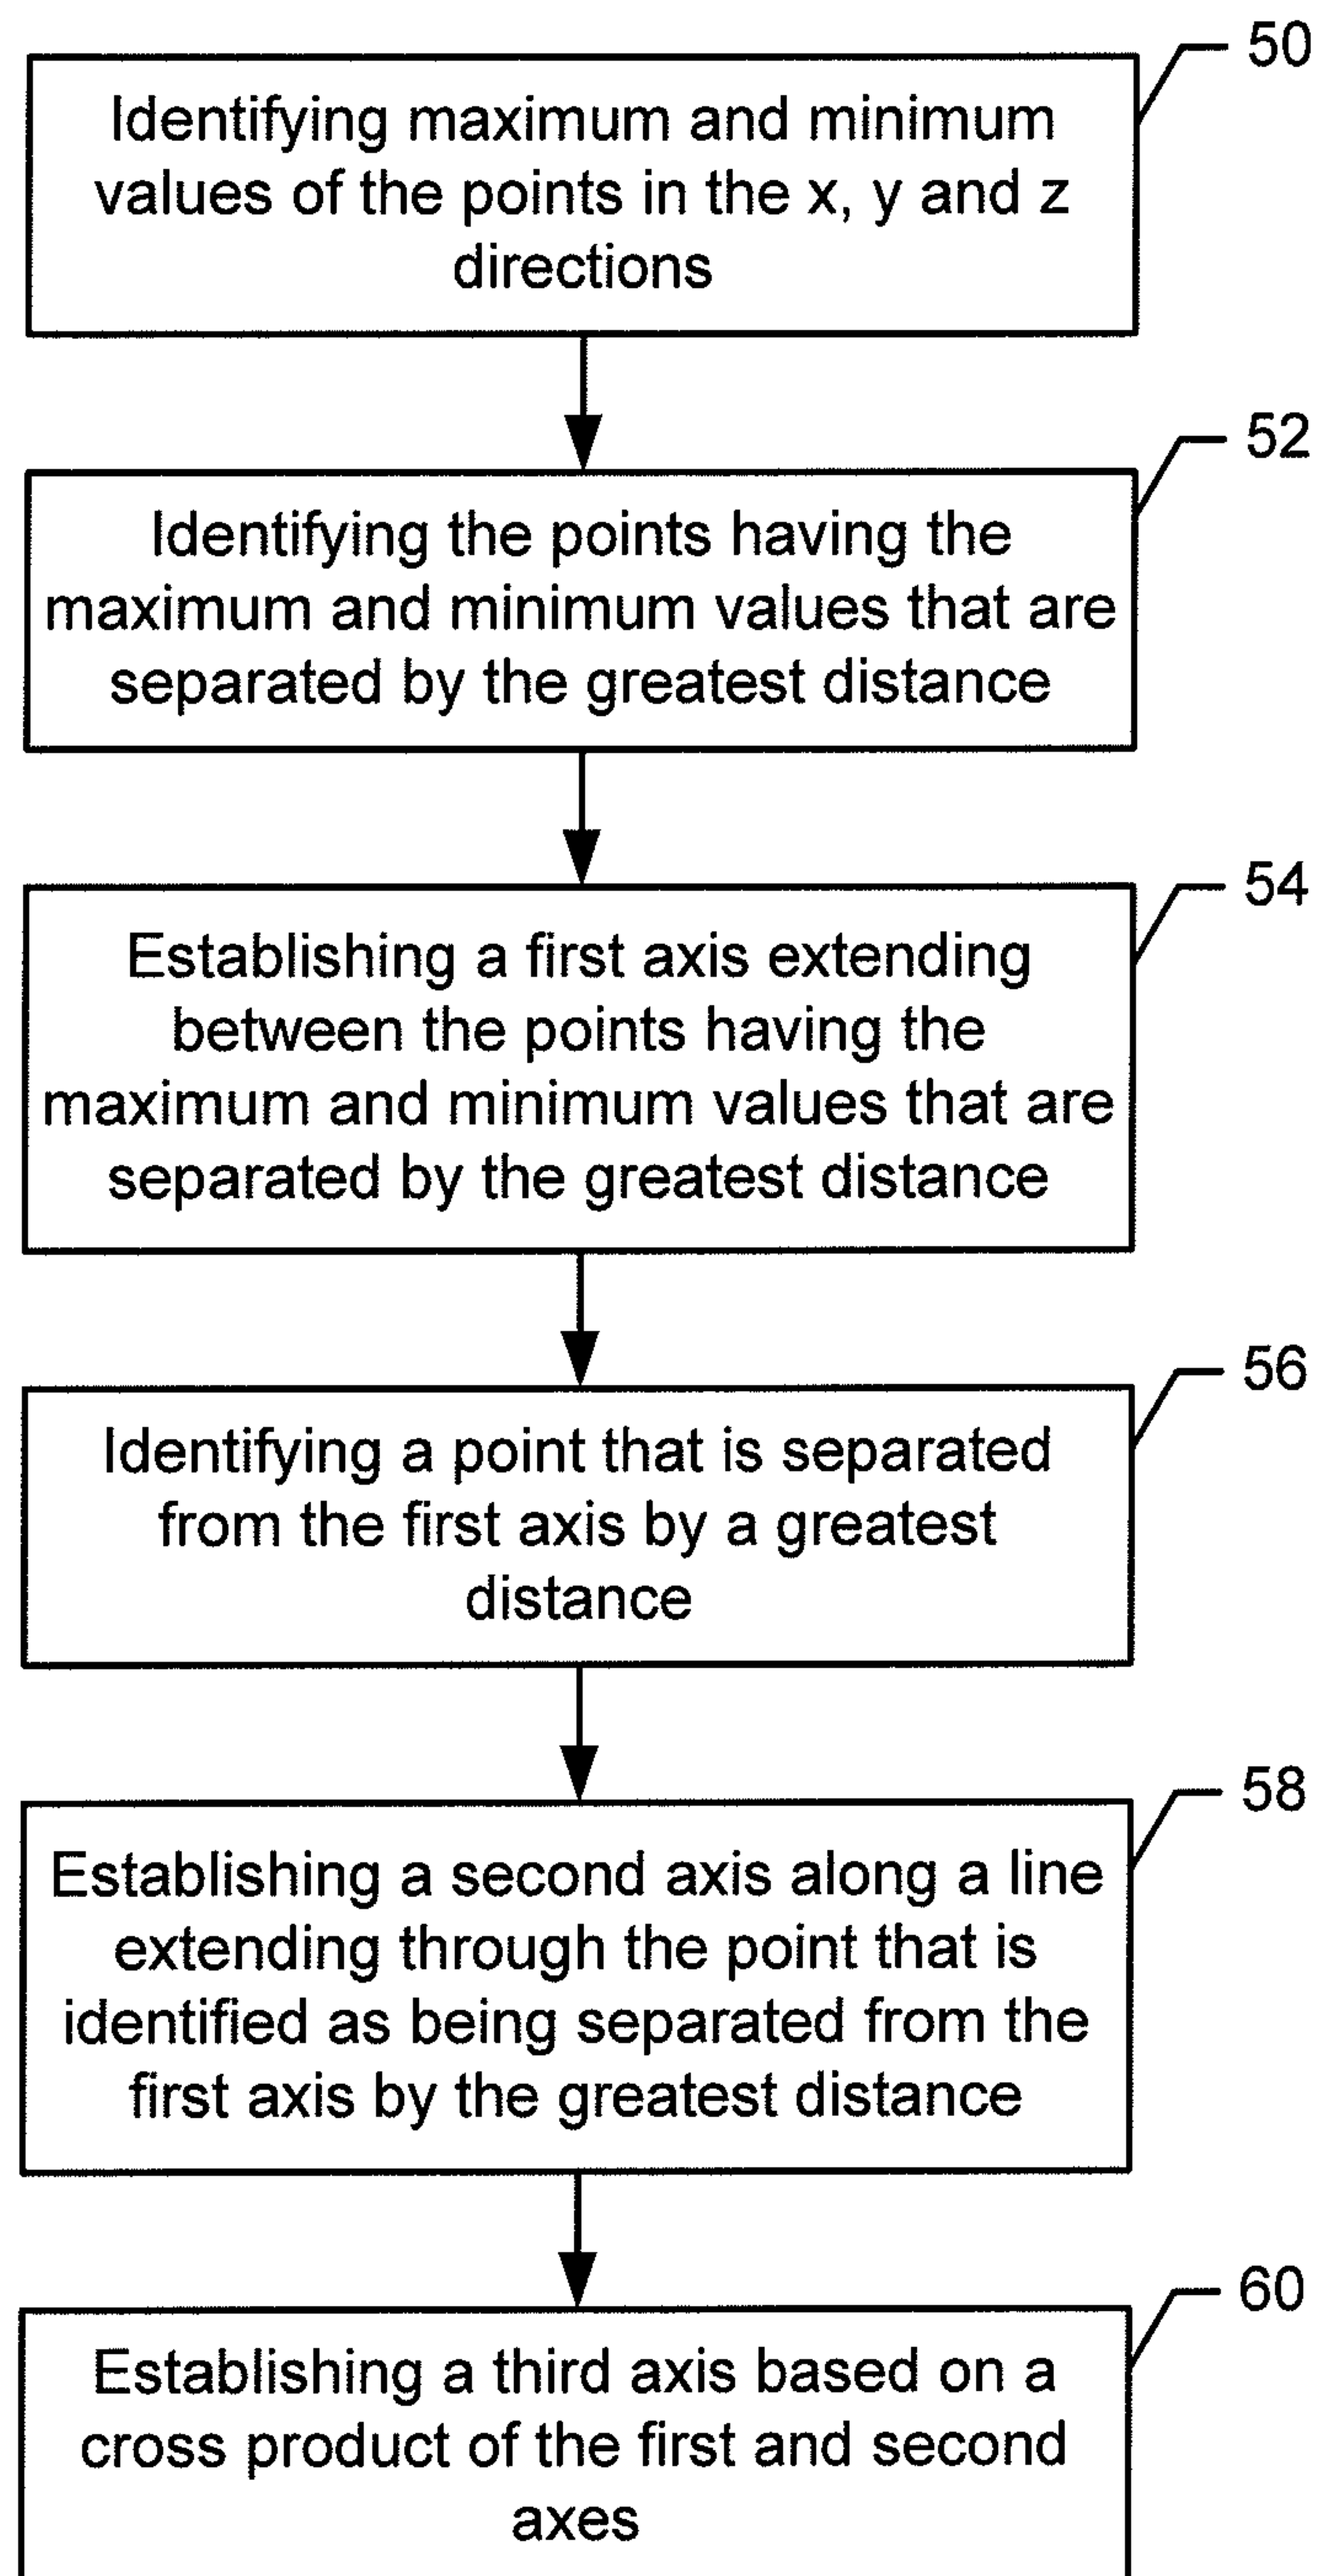 50
Identifying maximum and minimum
values of the points in the x, y and z
directions
52
Identifying the points having the
maximum and minimum values that are
separated by the greatest distance
54
Establishing a first axis extending
between the points having the
maximum and minimum values that are
separated by the greatest distance
56
Identifying a point that is separated
from the first axis by a greatest
distance
58
Establishing a second axis along a line
extending through the point that is
identified as being separated from the
first axis by the greatest distance
60
Establishing a third axis based on a
cross product of the first and second
axes